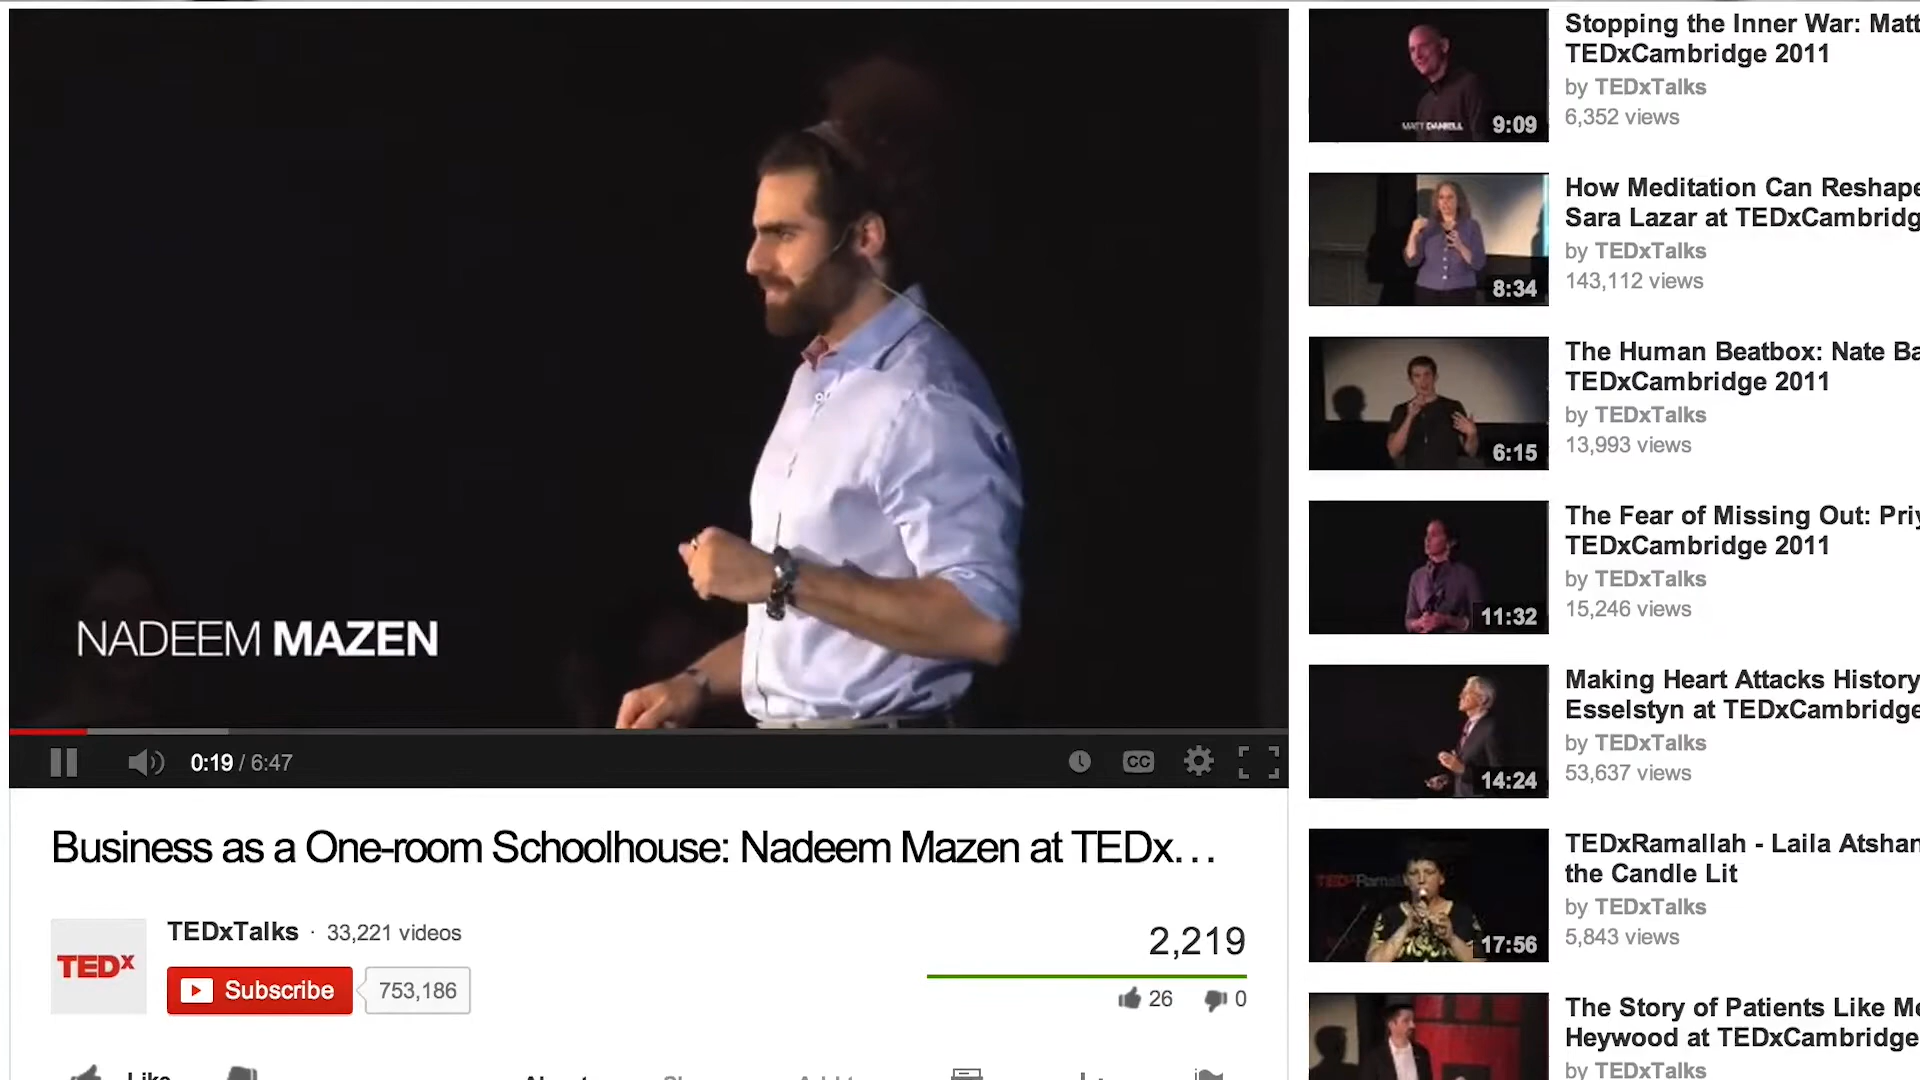 NADEEM MAZEN
0:19 / 6:47
CC
Business as a One-room Schoolhouse: Nadeem Mazen at TEDx...
TEDx
TEDxTalks · 33,221 videos
Subscribe 753,186
2,219
26 0
Like
MATT DANIELL
9:09
Stopping the Inner War: Matt
TEDxCambridge 2011
by TEDxTalks
6,352 views
8:34
How Meditation Can Reshape
Sara Lazar at TEDxCambridg
by TEDxTalks
143,112 views
6:15
The Human Beatbox: Nate Ba
TEDxCambridge 2011
by TEDxTalks
13,993 views
11:32
The Fear of Missing Out: Priy
TEDxCambridge 2011
by TEDxTalks
15,246 views
14:24
Making Heart Attacks History
Esselstyn at TEDxCambridge
by TEDxTalks
53,637 views
17:56
TEDxRamallah - Laila Atshan
the Candle Lit
by TEDxTalks
5,843 views
The Story of Patients Like Me
Heywood at TEDxCambridge
by TEDxTalks